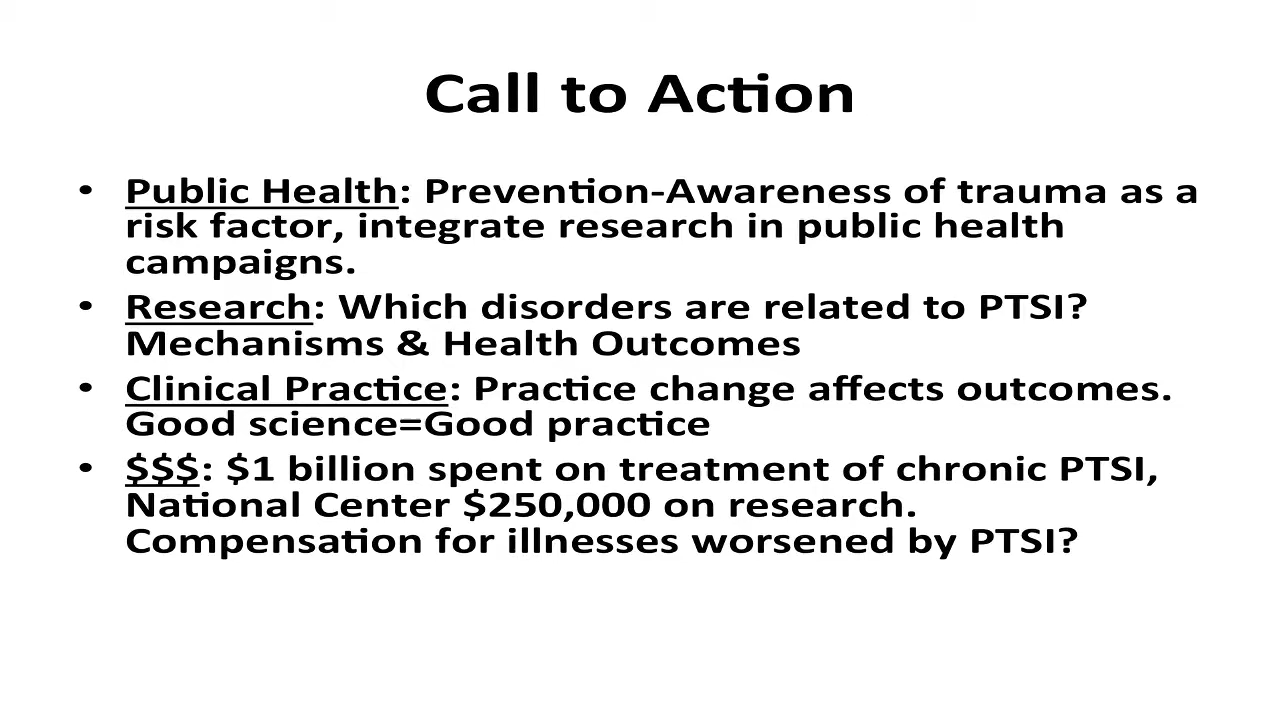 Call to Action
• Public Health: Prevention-Awareness of trauma as a
risk factor, integrate research in public health
campaigns.
• Research: Which disorders are related to PTSI?
Mechanisms & Health Outcomes
• Clinical Practice: Practice change affects outcomes.
Good science=Good practice
• $$$: $1 billion spent on treatment of chronic PTSI,
National Center $250,000 on research.
Compensation for illnesses worsened by PTSI?